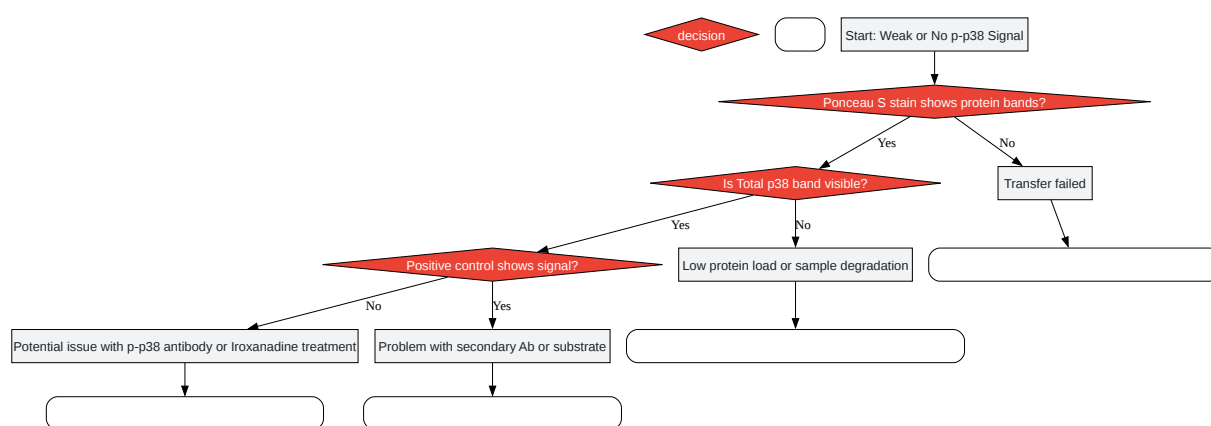 decision
Start: Weak or No p-p38 Signal
Ponceau S stain shows protein bands?
Yes
No
Is Total p38 band visible?
Transfer failed
Yes
No
Positive control shows signal?
Low protein load or sample degradation
No
Yes
Potential issue with p-p38 antibody or Iroxanadine treatment
Problem with secondary Ab or substrate